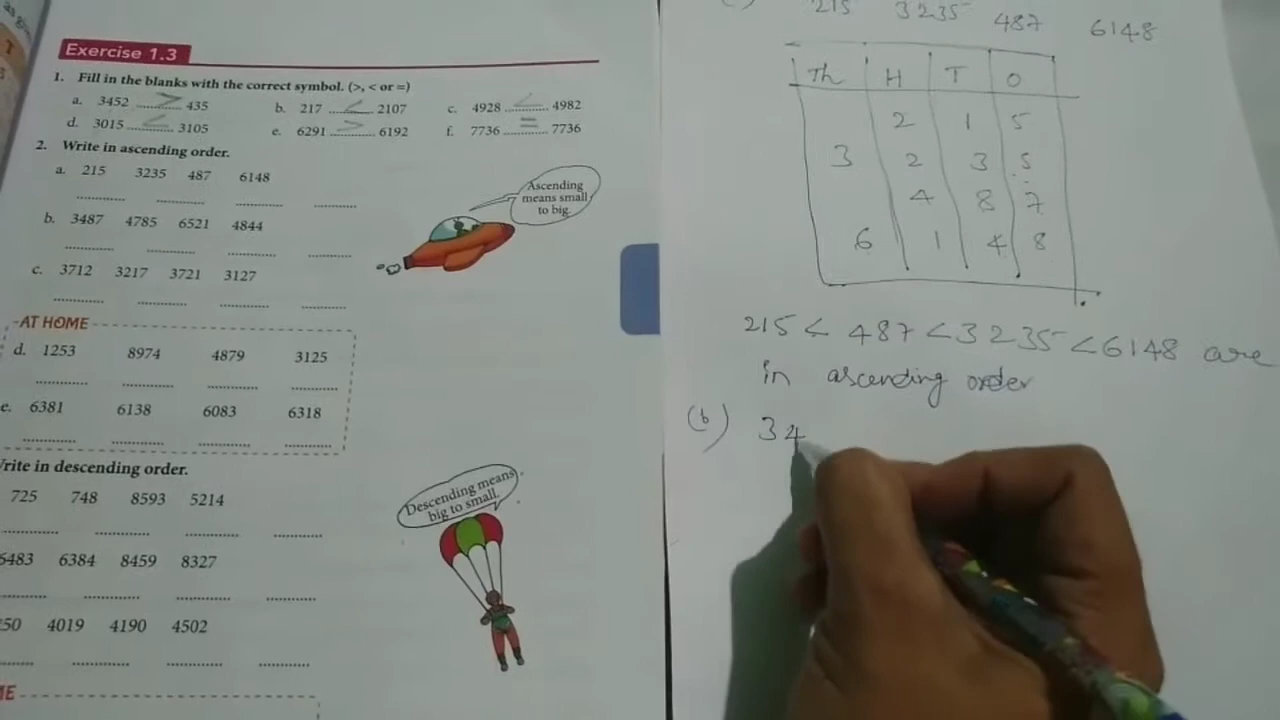 Exercise 1.3
1. Fill in the blanks with the correct symbol. (>, < or =)
a. 3452 ..........> 435 b. 217 ..........< 2107 c. 4928 ..........< 4982
d. 3015 ..........< 3105 e. 6291 ..........> 6192 f. 7736 ..........= 7736
2. Write in ascending order.
a. 215 3235 487 6148
b. 3487 4785 6521 4844
c. 3712 3217 3721 3127
Ascending
means small
to big.
AT HOME
d. 1253 8974 4879 3125
e. 6381 6138 6083 6318
rite in descending order.
725 748 8593 5214
6483 6384 8459 8327
50 4019 4190 4502
Descending means
big to small.
215 3235 487 6148
Th H T O
2 1 5
3 2 3 5
4 8 7
6 1 4 8
215 < 487 < 3235 < 6148 are
in ascending order
(b) 34